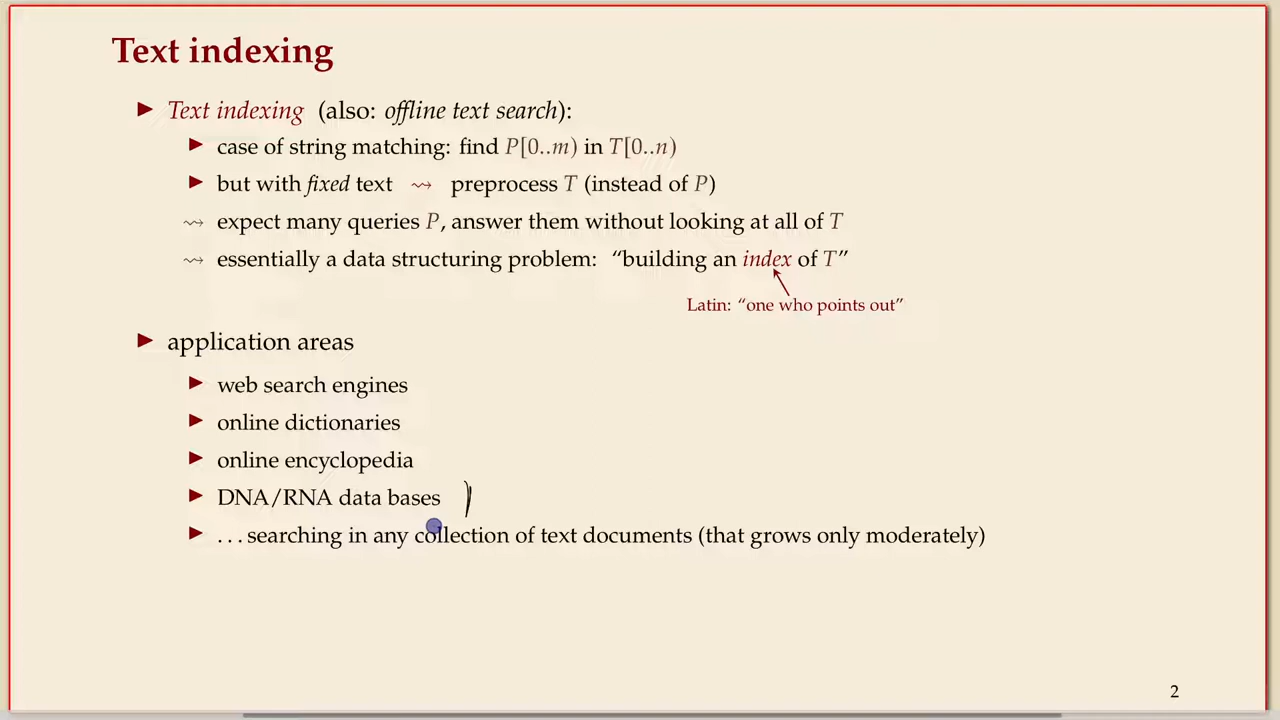 Text indexing
▶ Text indexing (also: offline text search):
▶ case of string matching: find P[0..m) in T[0..n)
▶ but with fixed text ⇝ preprocess T (instead of P)
⇝ expect many queries P, answer them without looking at all of T
⇝ essentially a data structuring problem: “building an index of T”
Latin: “one who points out”
▶ application areas
▶ web search engines
▶ online dictionaries
▶ online encyclopedia
▶ DNA/RNA data bases
▶ ... searching in any collection of text documents (that grows only moderately)
2